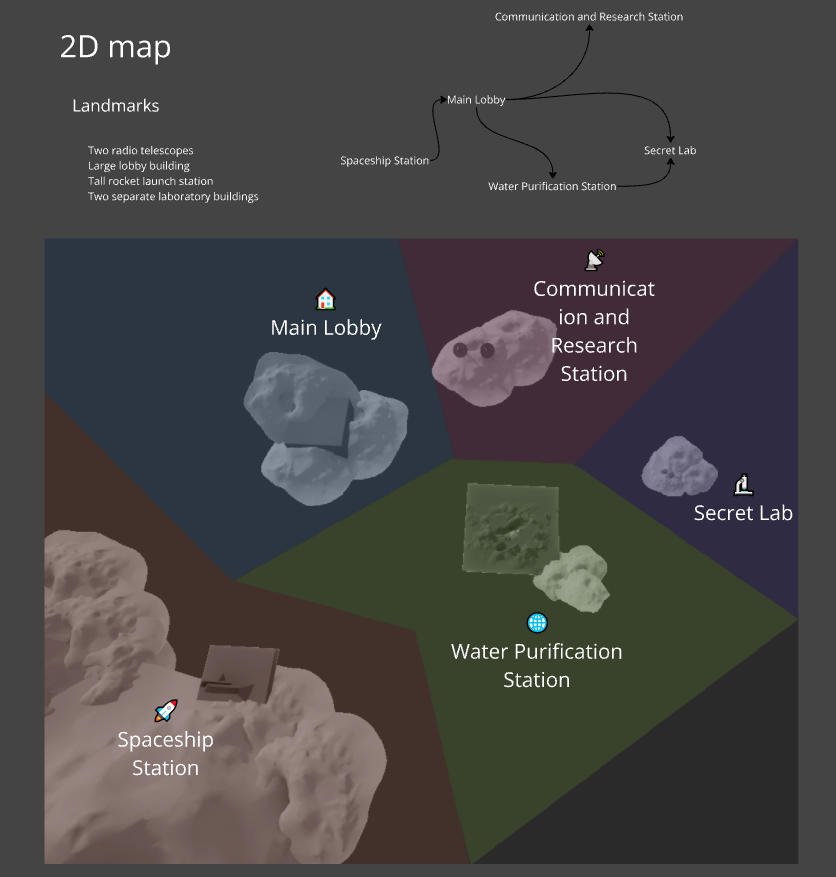 2D map
Landmarks
Two radio telescopes
Large lobby building
Tall rocket launch station
Two separate laboratory buildings
Communication and Research Station
Main Lobby
Spaceship Station
Secret Lab
Water Purification Station
Main Lobby
Communicat
ion and
Research
Station
Secret Lab
Water Purification
Station
Spaceship
Station